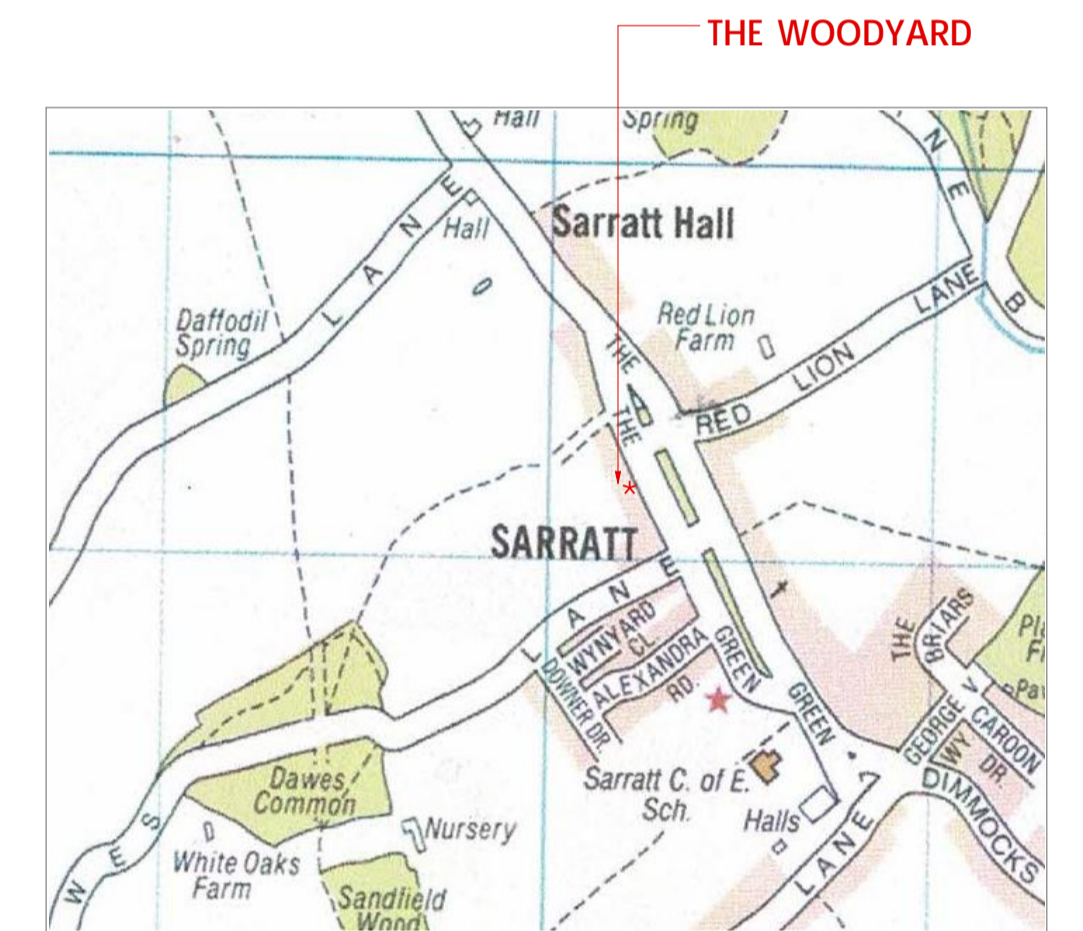 THE WOODYARD
Hall
Spring
N E
LANE
Hall
Sarratt Hall
Daffodil
Spring
Red Lion
Farm
THE
THE
RED LION LANE
B
*
SARRATT
LANE
WYNYARD
CL.
ALEXANDRA
RD.
DOWNER DR.
GREEN
GREEN
THE
BRIARS
GEORGE V
WY
CAROON
DR.
DIMMOCKS
LANE
Sarratt C. of E.
Sch.
Halls
Dawes
Common
Nursery
White Oaks
Farm
Sandfield
Wood
W E S